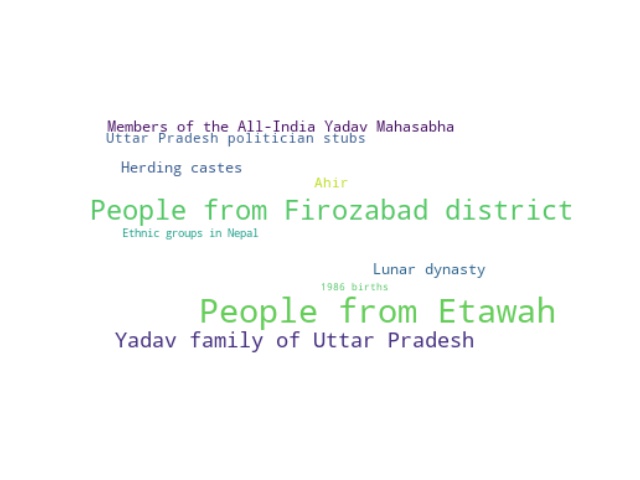 Members of the All-India Yadav Mahasabha
Uttar Pradesh politician stubs
Herding castes
Ahir
People from Firozabad district
Ethnic groups in Nepal
Lunar dynasty
1986 births
People from Etawah
Yadav family of Uttar Pradesh